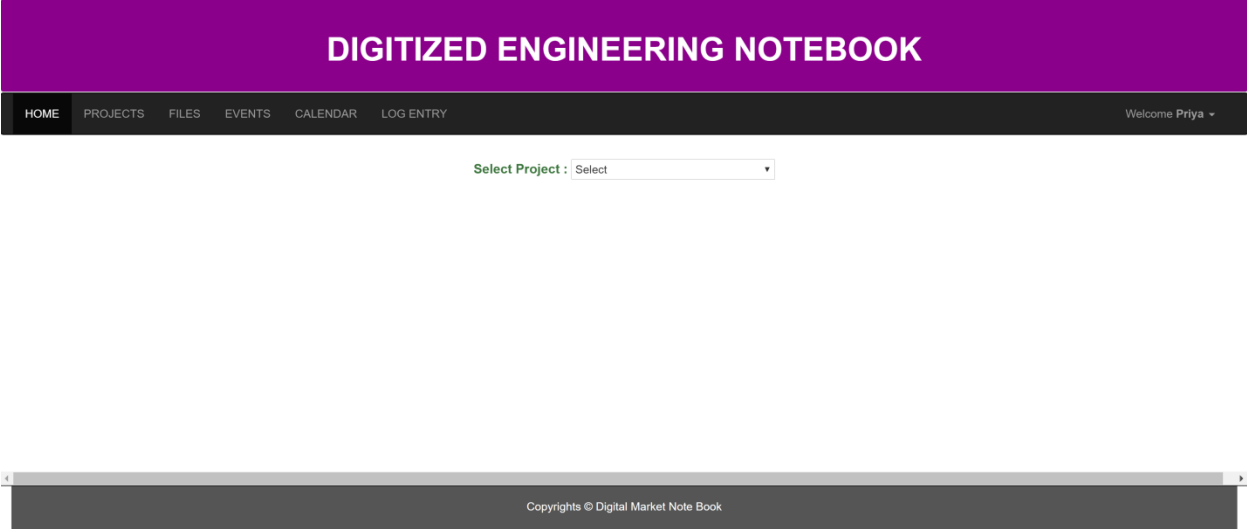 DIGITIZED ENGINEERING NOTEBOOK
HOME PROJECTS FILES EVENTS CALENDAR LOG ENTRY Welcome Priya
Select Project : Select
Copyrights © Digital Market Note Book